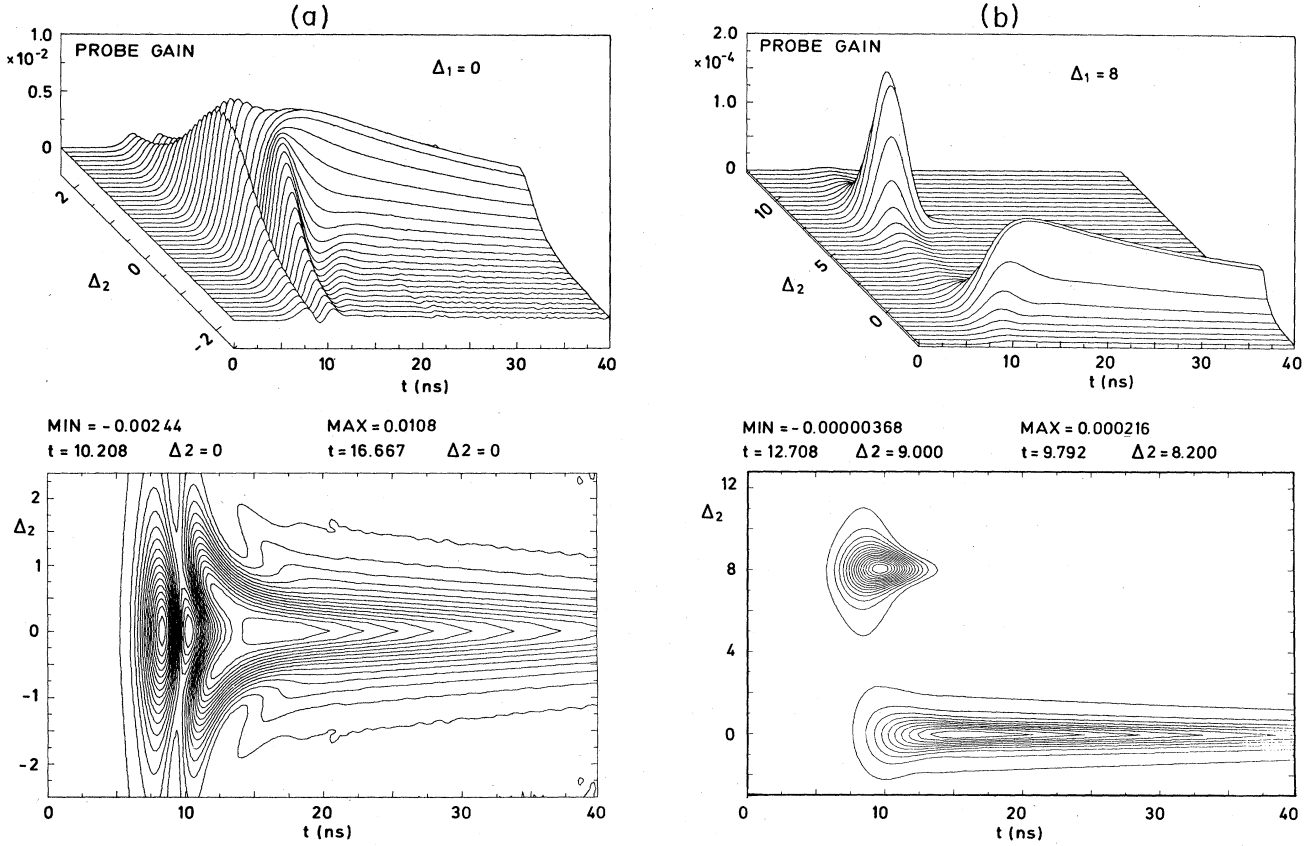 (a)
1.0
×10⁻²
PROBE GAIN
Δ₁ = 0
0.5
0
2
0
-2
Δ₂
0 10 20 30 40
t (ns)
MIN = - 0.00244 MAX = 0.0108
t = 10.208 Δ2 = 0 t = 16.667 Δ2 = 0
2
Δ₂
1
0
-1
-2
0 10 20 30 40
t (ns)
(b)
2.0
×10⁻⁴
PROBE GAIN
Δ₁ = 8
1.0
0
10
5
0
Δ₂
0 10 20 30 40
t (ns)
MIN = - 0.00000368 MAX = 0.000216
t = 12.708 Δ2 = 9.000 t = 9.792 Δ2 = 8.200
12
Δ₂
8
4
0
0 10 20 30 40
t (ns)